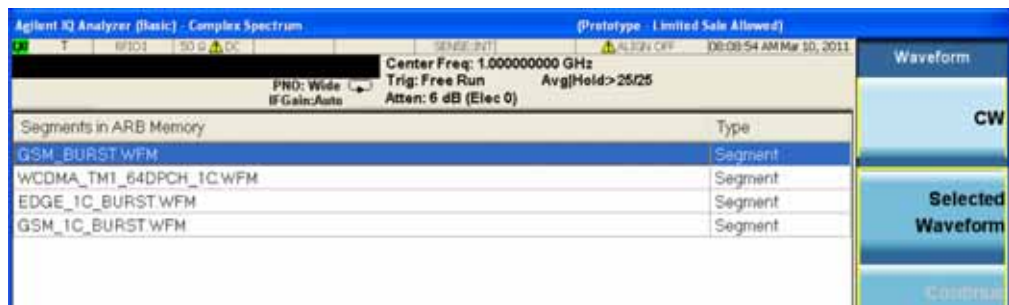 Agilent IQ Analyzer (Basic) - Complex Spectrum (Prototype - Limited Sale Allowed)
T RFIO1 50 Ω DC SENSE:INT ALIGN OFF 08:08:54 AM Mar 10, 2011
Center Freq: 1.000000000 GHz
PNO: Wide Trig: Free Run Avg|Hold:> 25/25
IFGain:Auto Atten: 6 dB (Elec 0)
Segments in ARB Memory Type
GSM_BURST.WFM Segment
WCDMA_TM1_64DPCH_1C.WFM Segment
EDGE_1C_BURST.WFM Segment
GSM_1C_BURST.WFM Segment
Waveform
CW
Selected
Waveform
Continue